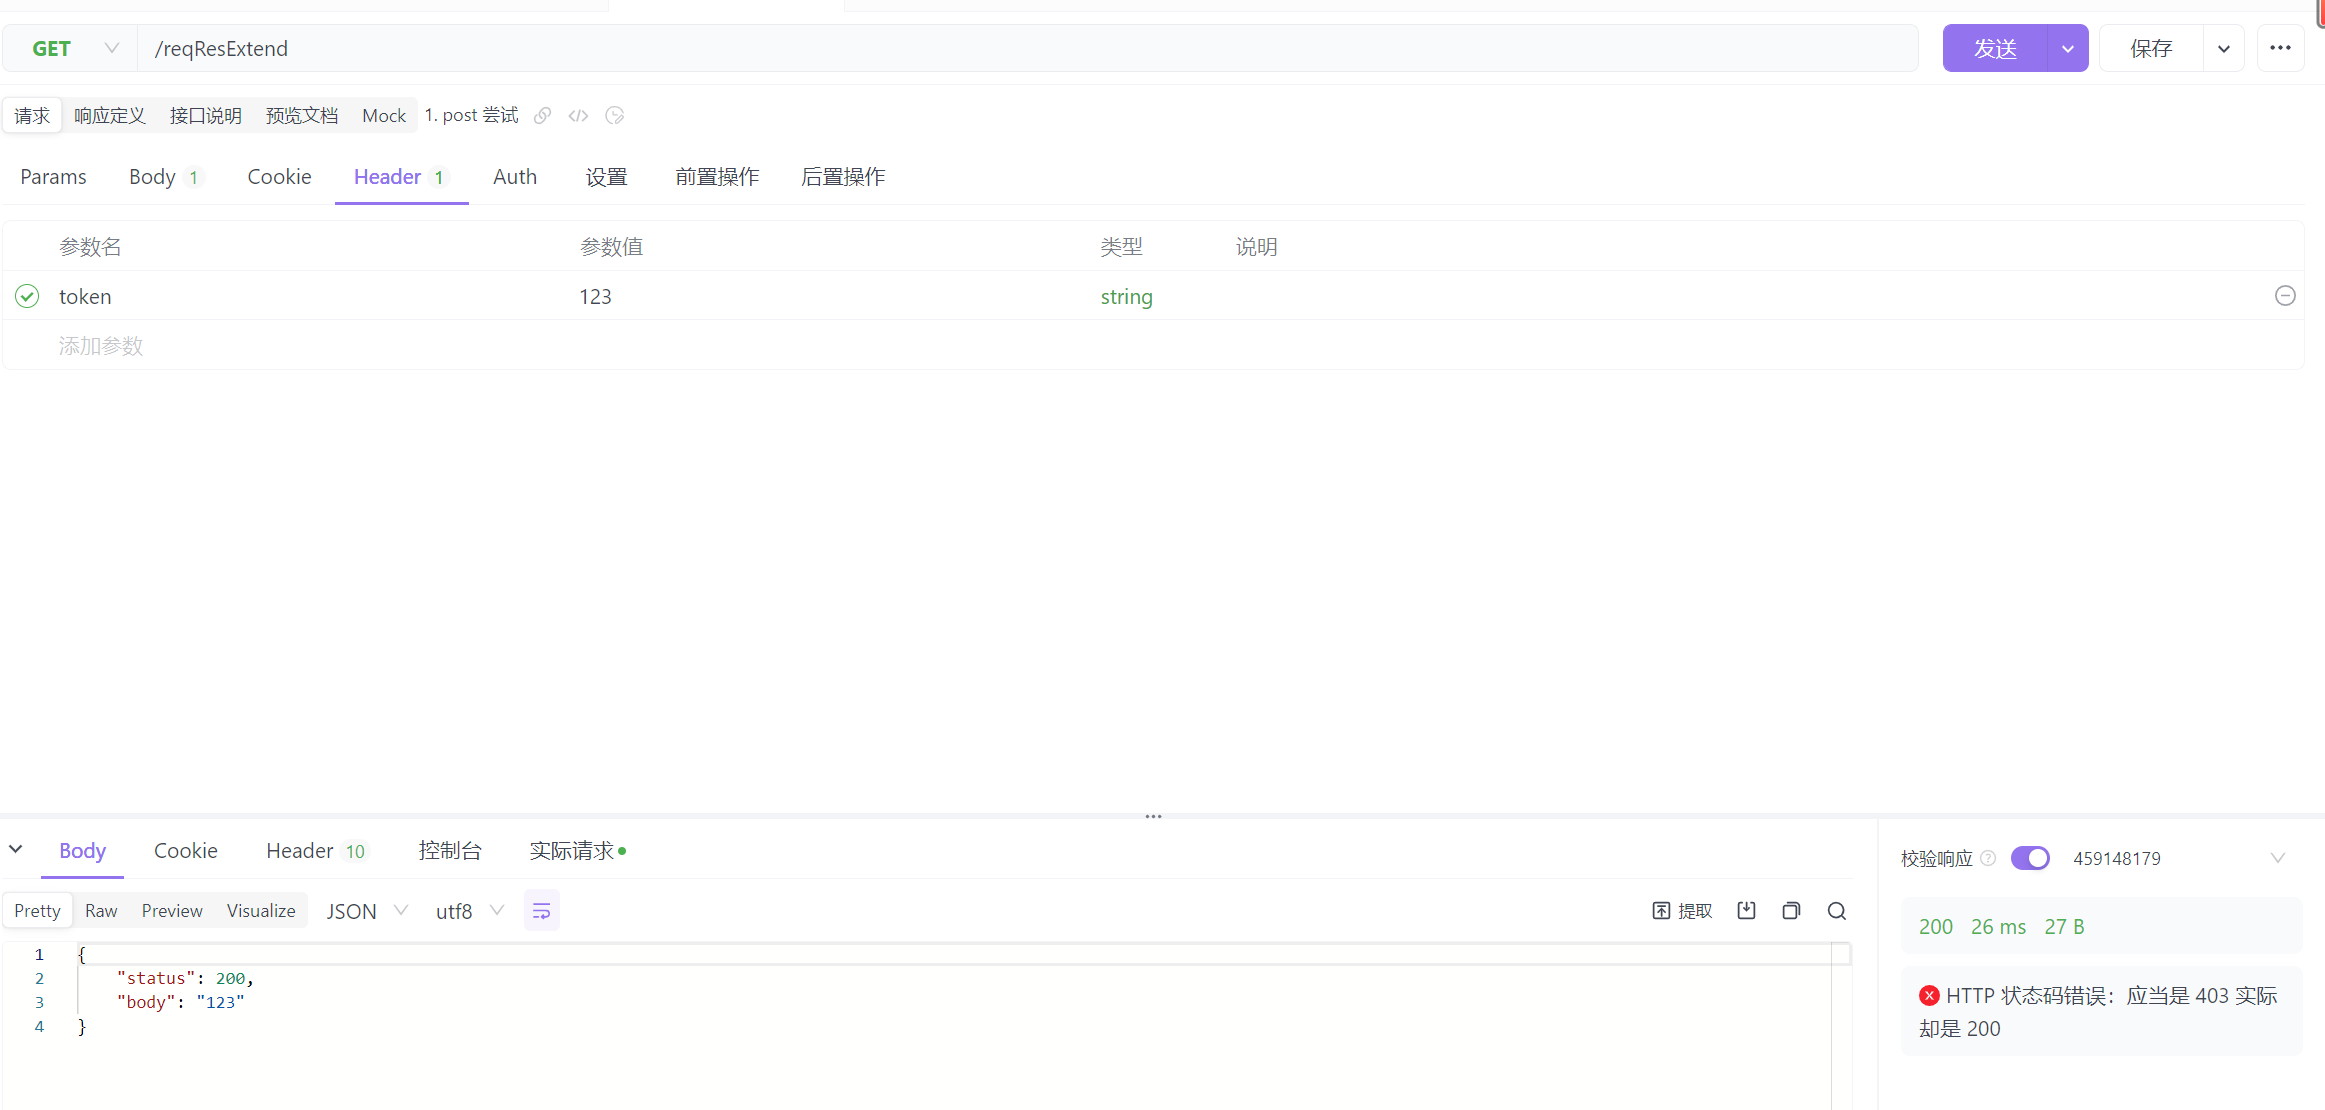 GET /reqResExtend 发送 保存
请求 响应定义 接口说明 预览文档 Mock 1. post 尝试
Params Body 1 Cookie Header 1 Auth 设置 前置操作 后置操作
参数名 参数值 类型 说明
token 123 string
添加参数
Body Cookie Header 10 控制台 实际请求
校验响应 ? 459148179
Pretty Raw Preview Visualize JSON utf8 提取
200 26 ms 27 B
1 {
2 "status": 200,
3 "body": "123"
4 }
HTTP 状态码错误：应当是 403 实际
却是 200